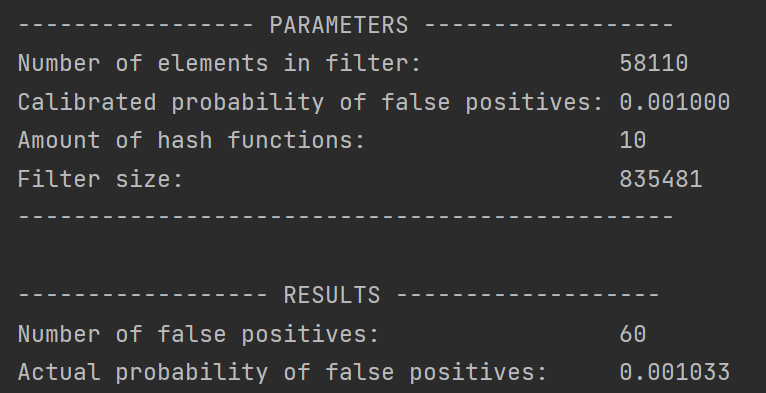 ----------------- PARAMETERS ------------------
Number of elements in filter: 58110
Calibrated probability of false positives: 0.001000
Amount of hash functions: 10
Filter size: 835481
-----------------------------------------------
------------------ RESULTS -------------------
Number of false positives: 60
Actual probability of false positives: 0.001033